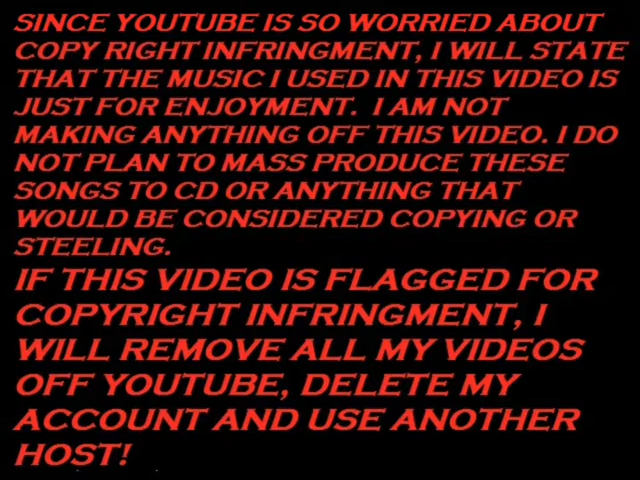 SINCE YOUTUBE IS SO WORRIED ABOUT
COPY RIGHT INFRINGMENT, I WILL STATE
THAT THE MUSIC I USED IN THIS VIDEO IS
JUST FOR ENJOYMENT. I AM NOT
MAKING ANYTHING OFF THIS VIDEO. I DO
NOT PLAN TO MASS PRODUCE THESE
SONGS TO CD OR ANYTHING THAT
WOULD BE CONSIDERED COPYING OR
STEELING.
IF THIS VIDEO IS FLAGGED FOR
COPYRIGHT INFRINGMENT, I
WILL REMOVE ALL MY VIDEOS
OFF YOUTUBE, DELETE MY
ACCOUNT AND USE ANOTHER
HOST!